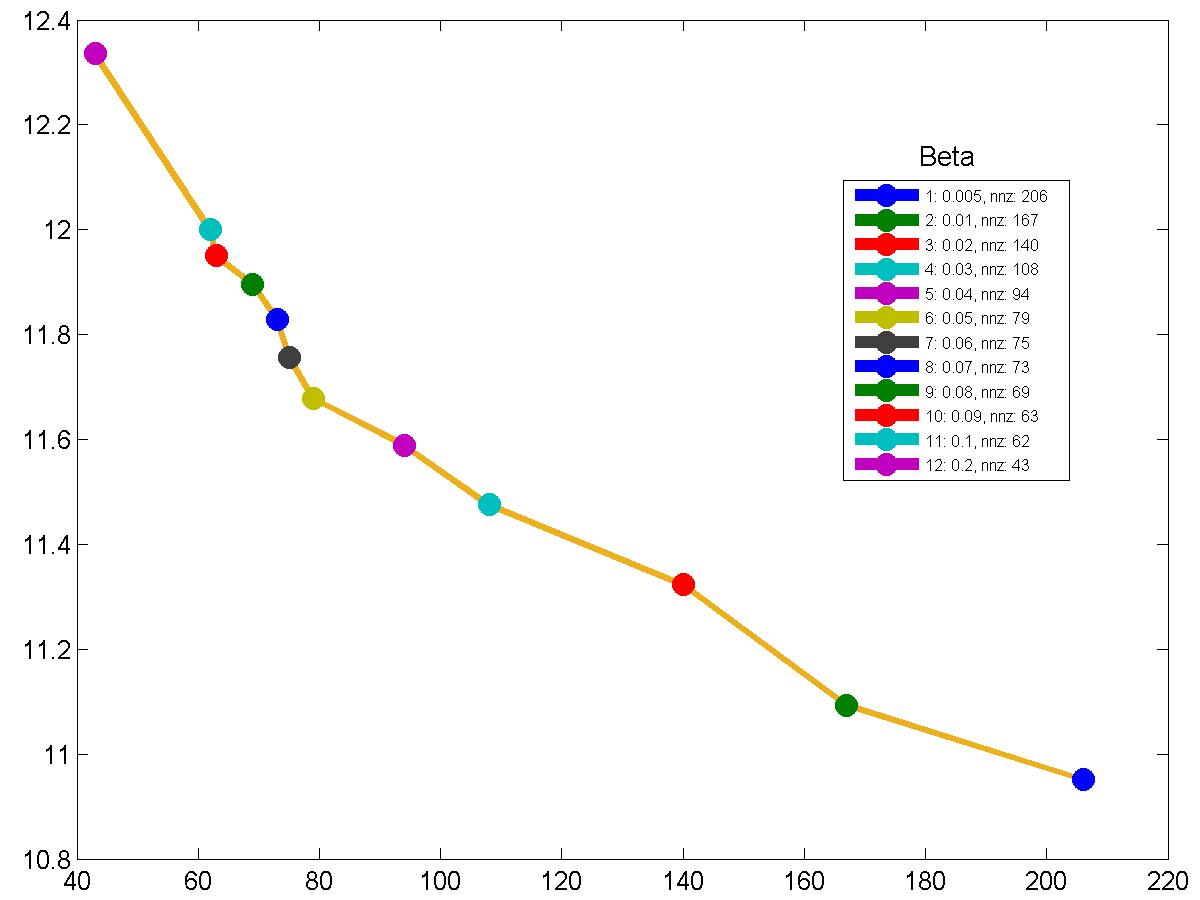 12.4
12.2
12
11.8
11.6
11.4
11.2
11
10.8
40 60 80 100 120 140 160 180 200 220
Beta
1: 0.005, nnz: 206
2: 0.01, nnz: 167
3: 0.02, nnz: 140
4: 0.03, nnz: 108
5: 0.04, nnz: 94
6: 0.05, nnz: 79
7: 0.06, nnz: 75
8: 0.07, nnz: 73
9: 0.08, nnz: 69
10: 0.09, nnz: 63
11: 0.1, nnz: 62
12: 0.2, nnz: 43